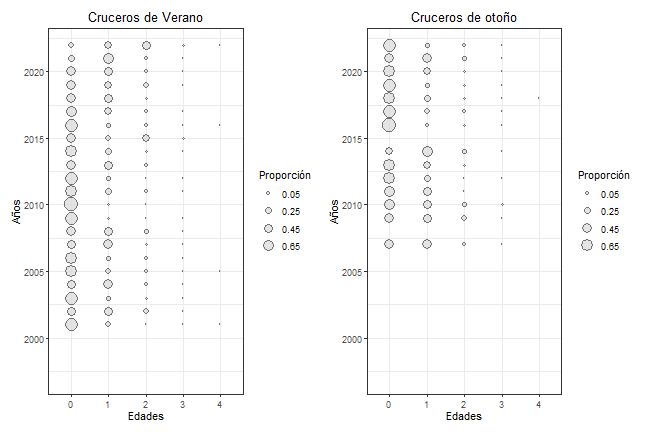 Cruceros de Verano
Años
2020
2015
2010
2005
2000
0 1 2 3 4
Edades
Proporción
0.05
0.25
0.45
0.65
Cruceros de otoño
Años
2020
2015
2010
2005
2000
0 1 2 3 4
Edades
Proporción
0.05
0.25
0.45
0.65